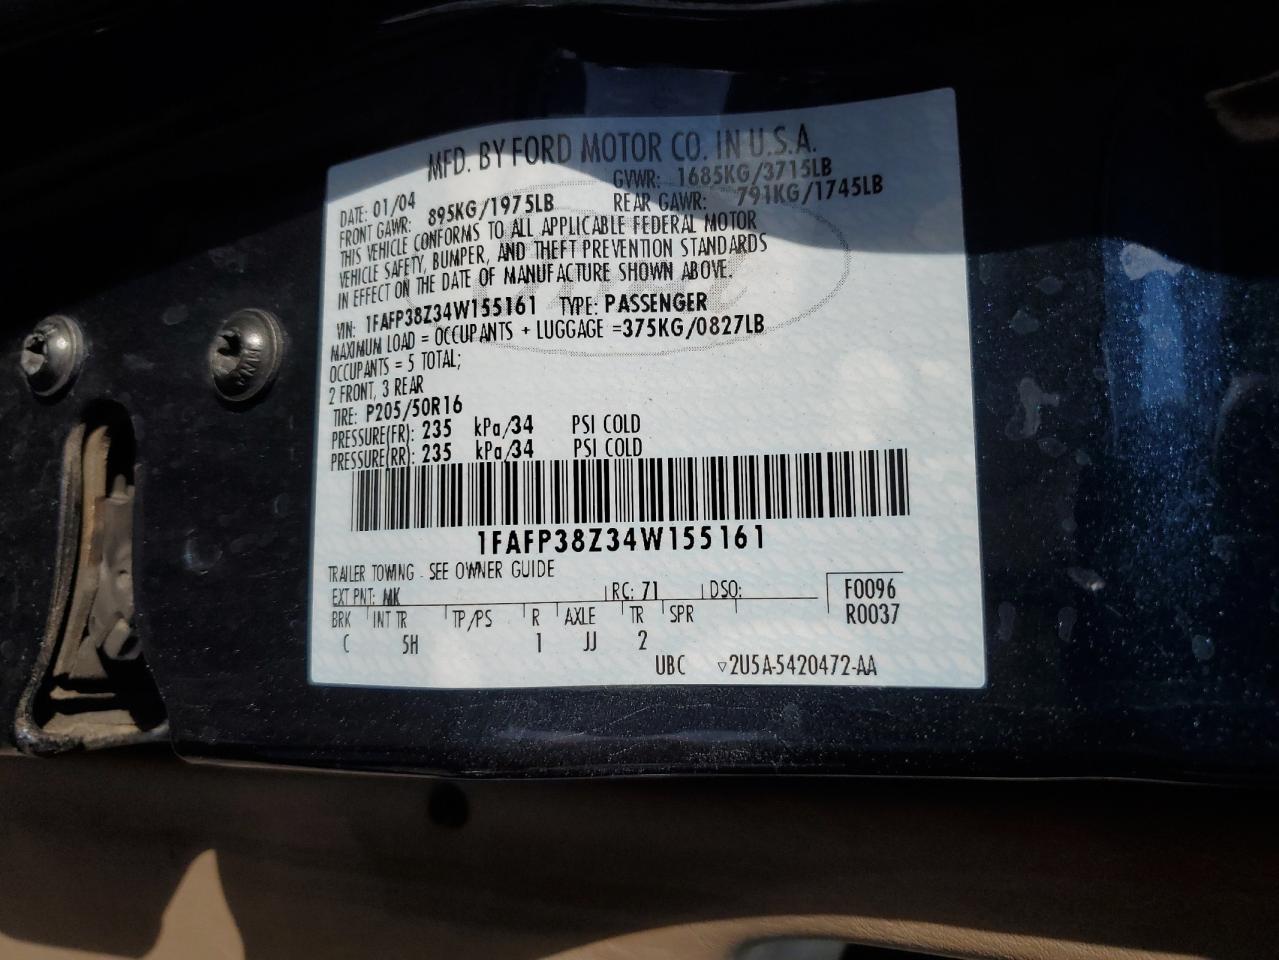 MFD. BY FORD MOTOR CO. IN U.S.A.
DATE: 01/04 GVWR: 1685KG/3715LB
FRONT GAWR: 895KG/1975LB REAR GAWR: 791KG/1745LB
THIS VEHICLE CONFORMS TO ALL APPLICABLE FEDERAL MOTOR
VEHICLE SAFETY, BUMPER, AND THEFT PREVENTION STANDARDS
IN EFFECT ON THE DATE OF MANUFACTURE SHOWN ABOVE.
VIN: 1FAFP38Z34W155161 TYPE: PASSENGER
MAXIMUM LOAD = OCCUPANTS + LUGGAGE =375KG/0827LB
OCCUPANTS = 5 TOTAL;
2 FRONT, 3 REAR
TIRE: P205/50R16
PRESSURE(FR): 235 kPa/34 PSI COLD
PRESSURE(RR): 235 kPa/34 PSI COLD
1FAFP38Z34W155161
TRAILER TOWING - SEE OWNER GUIDE
EXT PNT: MK RC: 71 DSO: F0096
BRK INT TR TP/PS R AXLE TR SPR R0037
C 5H 1 JJ 2
UBC ▽2U5A-5420472-AA